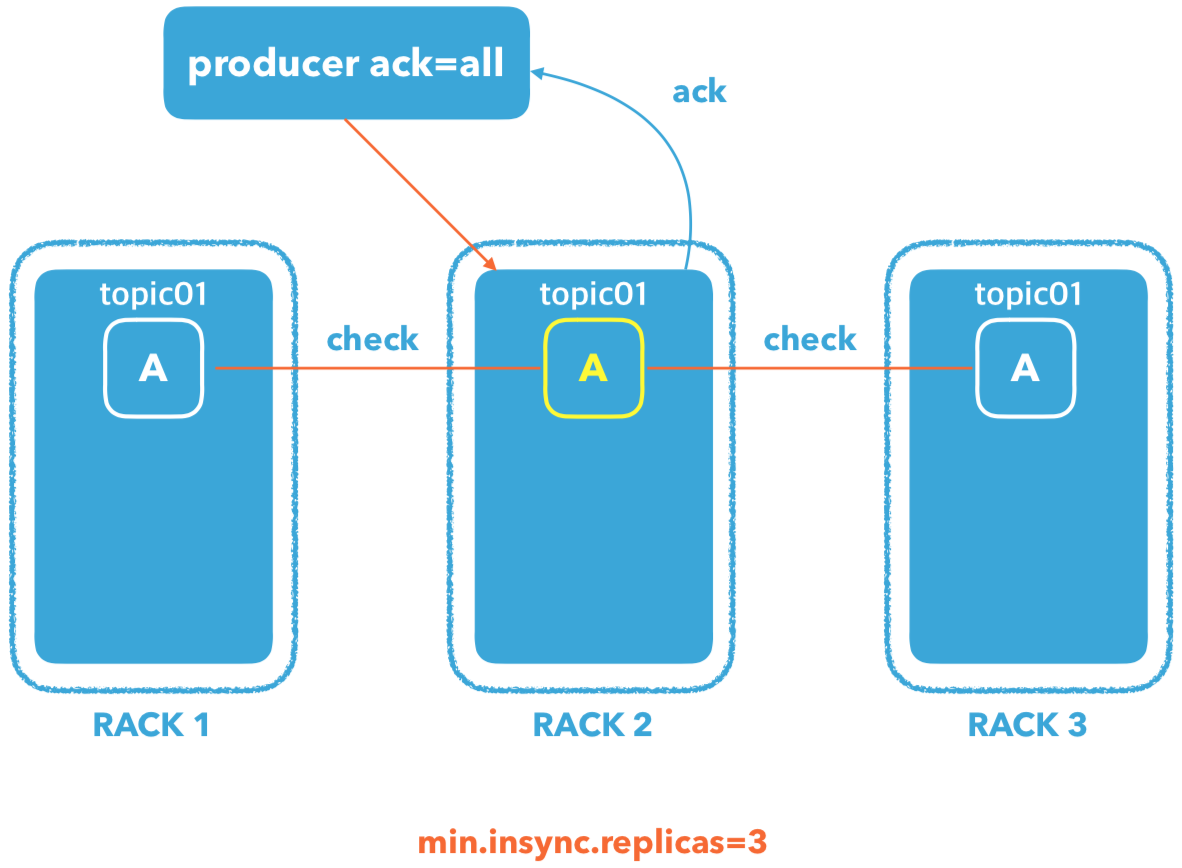 producer ack=all
ack
topic01
topic01
topic01
check
check
A
A
A
RACK 1
RACK 2
RACK 3
min.insync.replicas=3